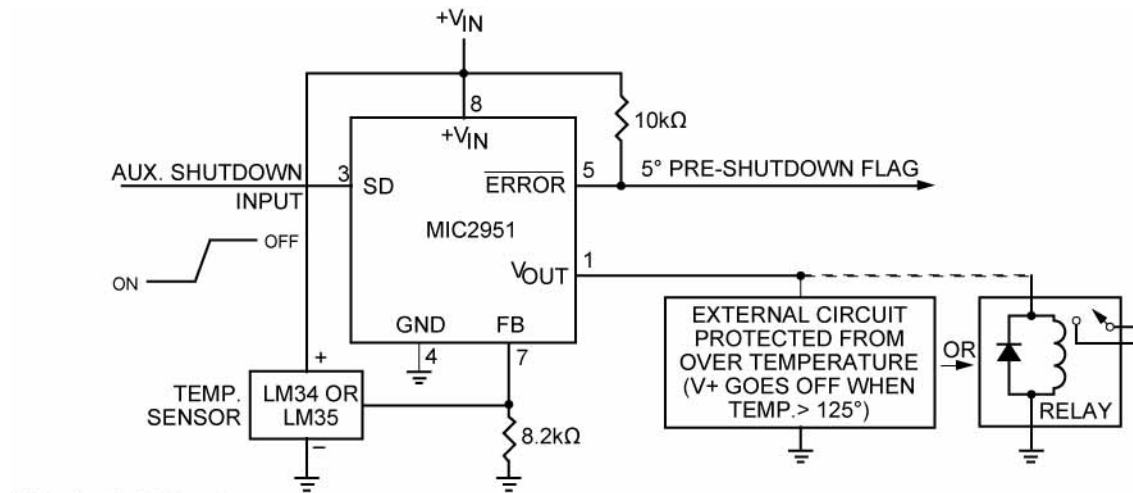 +VIN
8
+VIN
10kΩ
AUX. SHUTDOWN
INPUT
3
SD
ERROR
5
5° PRE-SHUTDOWN FLAG
MIC2951
OFF
ON
VOUT
1
GND
FB
4
7
EXTERNAL CIRCUIT
PROTECTED FROM
OVER TEMPERATURE
(V+ GOES OFF WHEN
TEMP.> 125°)
OR
RELAY
+
TEMP.
SENSOR
LM34 OR
LM35
–
8.2kΩ